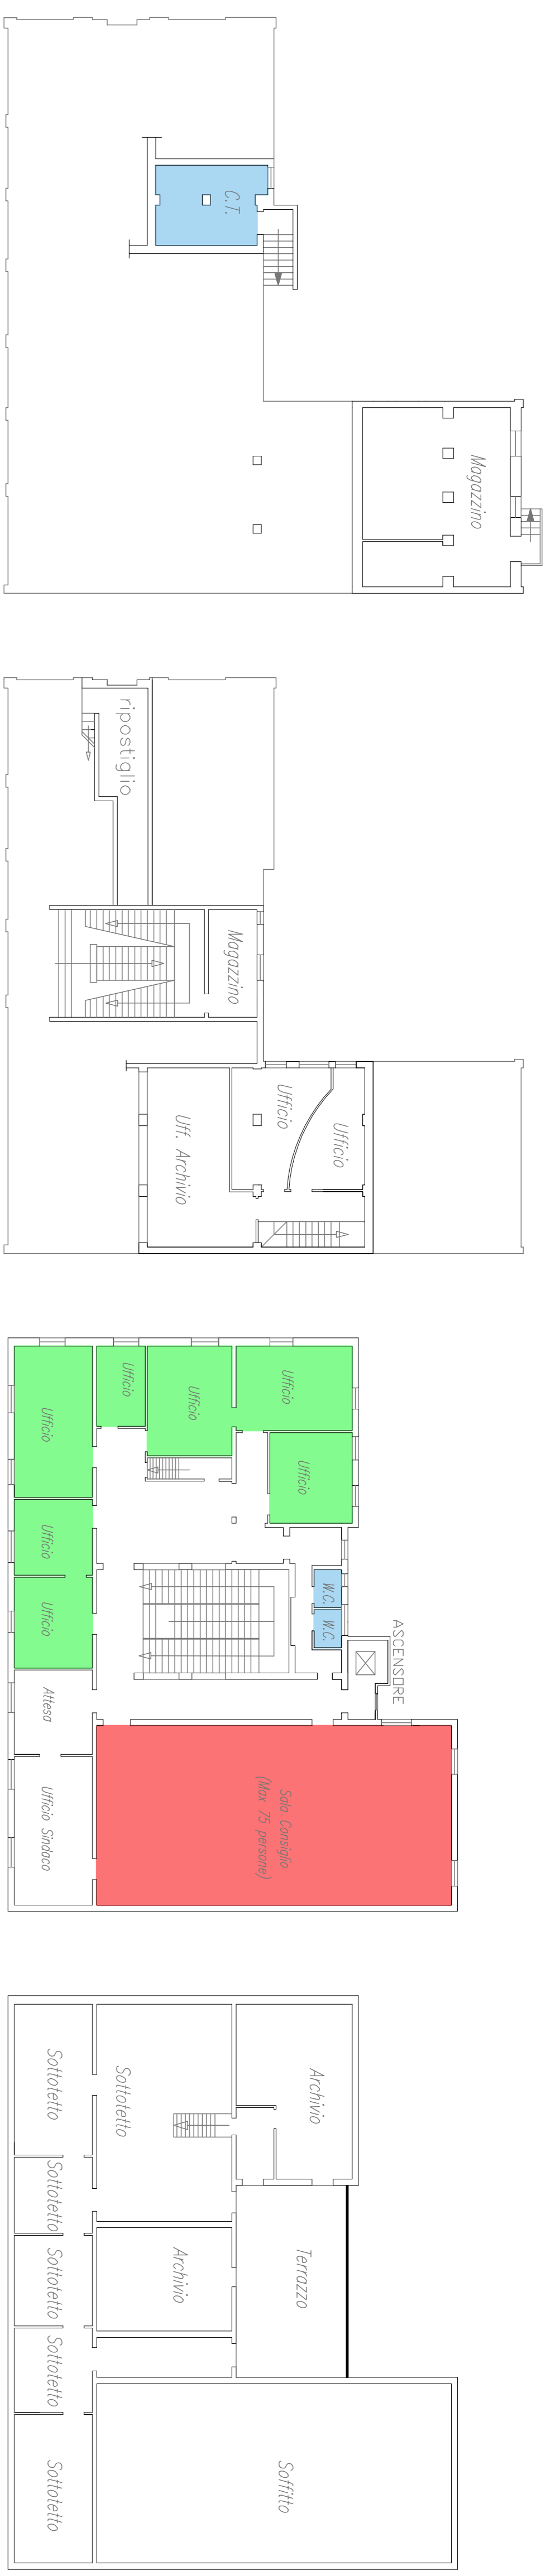 C.T.
Magazzino
ripostiglio
Magazzino
Ufficio
Ufficio
Uff. Archivio
Ufficio
Ufficio
Ufficio
Ufficio
Ufficio
Ufficio
Ufficio
W.C.
W.C.
ASCENSORE
Attesa
Ufficio Sindaco
Sala Consiglio
(Max 75 persone)
Archivio
Sottotetto
Sottotetto
Sottotetto
Archivio
Terrazzo
Sottotetto
Sottotetto
Sottotetto
Soffitto